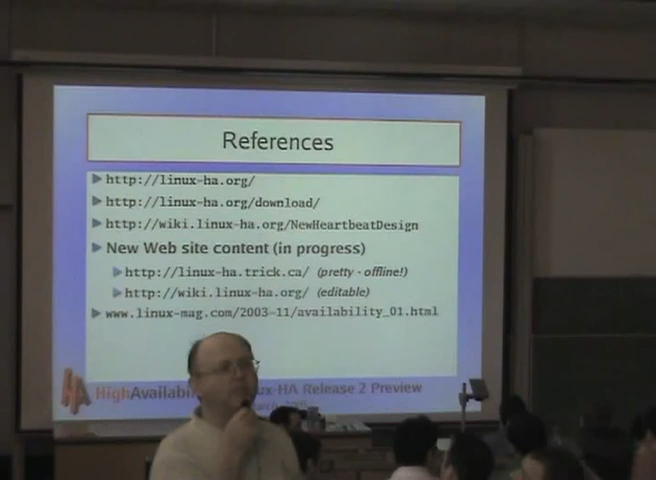 References
http://linux-ha.org/
http://linux-ha.org/download/
http://wiki.linux-ha.org/NewHeartbeatDesign
New Web site content (in progress)
http://linux-ha.trick.ca/ (pretty - offline!)
http://wiki.linux-ha.org/ (editable)
www.linux-mag.com/2003-11/availability_01.html
HA HighAvailabi ux-HA Release 2 Preview